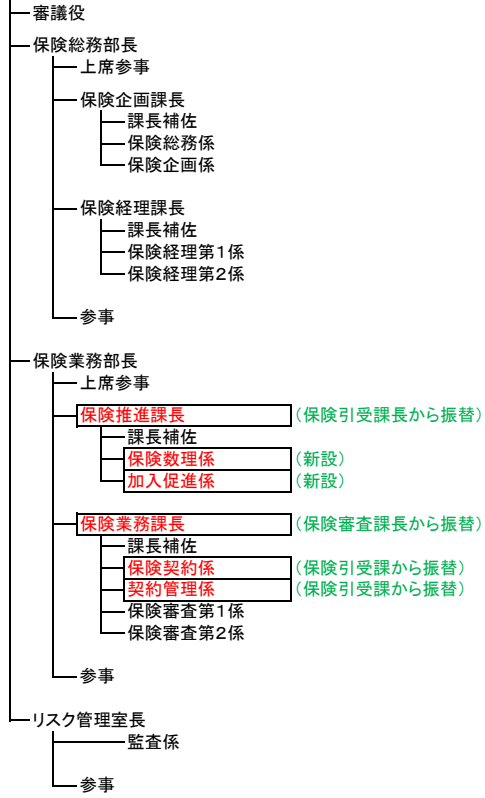 審議役
保険総務部長
上席参事
保険企画課長
課長補佐
保険総務係
保険企画係
保険経理課長
課長補佐
保険経理第1係
保険経理第2係
参事
保険業務部長
上席参事
保険推進課長 (保険引受課長から振替)
課長補佐
保険数理係 (新設)
加入促進係 (新設)
保険業務課長 (保険審査課長から振替)
課長補佐
保険契約係 (保険引受課から振替)
契約管理係 (保険引受課から振替)
保険審査第1係
保険審査第2係
参事
リスク管理室長
監査係
参事